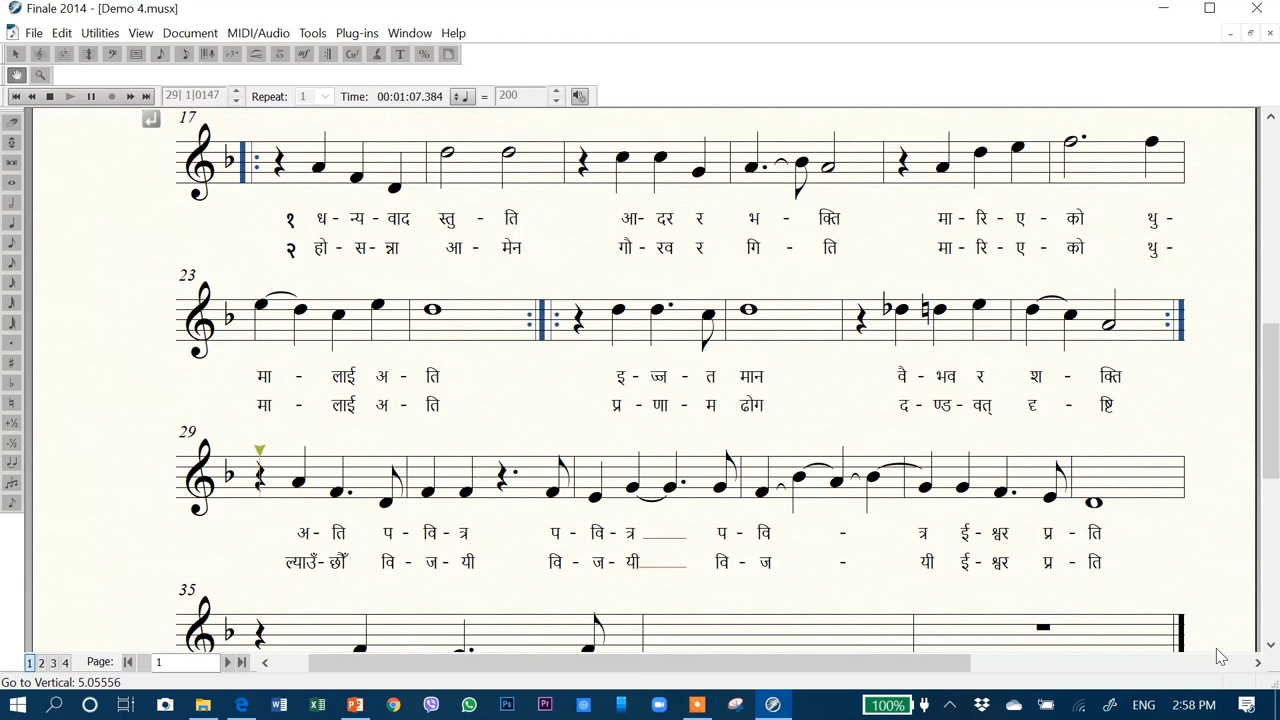 Finale 2014 - [Demo 4.musx]
File Edit Utilities View Document MIDI/Audio Tools Plug-ins Window Help
29| 1|0147 Repeat: 1 Time: 00:01:07.384 = 200
17
१ ध - न्य - वाद स्तु - ति आ- दर र भ - क्ति मा - रि - ए - को थु -
२ हो - स - न्ना आ - मेन गौ - रव र गि - ति मा - रि - ए - को थु -
23
मा - लाई अ - ति इ - ज्ज - त मान वै - भव र श - क्ति
मा - लाई अ - ति प्र - णा - म ढोग द - ण्ड - वत् दृ - ष्टि
29
अ - ति प - वि - त्र प - वि - त्र प - वि - त्र ई - श्वर प्र - ति
ल्याउँ - छौँ वि - ज - यी वि - ज - यी वि - ज - यी ई - श्वर प्र - ति
35
1 2 3 4 Page: 1
Go to Vertical: 5.05556
100% ENG 2:58 PM